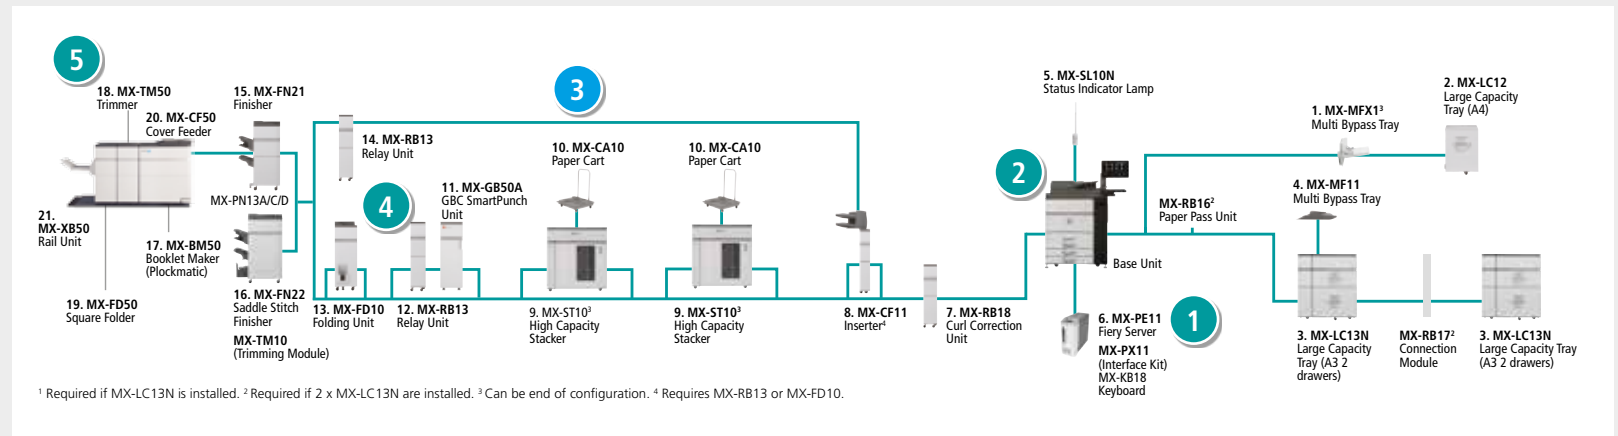 5
18. MX-TM50
Trimmer
20. MX-CF50
Cover Feeder
21.
MX-XB50
Rail Unit
17. MX-BM50
Booklet Maker
(Plockmatic)
19. MX-FD50
Square Folder
15. MX-FN21
Finisher
MX-PN13A/C/D
16. MX-FN22
Saddle Stitch
Finisher
MX-TM10
(Trimming Module)
3
14. MX-RB13
Relay Unit
4
13. MX-FD10
Folding Unit
11. MX-GB50A
GBC SmartPunch
Unit
12. MX-RB13
Relay Unit
10. MX-CA10
Paper Cart
9. MX-ST10³
High Capacity
Stacker
10. MX-CA10
Paper Cart
9. MX-ST10³
High Capacity
Stacker
8. MX-CF11
Inserter⁴
7. MX-RB18
Curl Correction
Unit
2
5. MX-SL10N
Status Indicator Lamp
Base Unit
6. MX-PE11
Fiery Server
MX-PX11
(Interface Kit)
MX-KB18
Keyboard
1
1. MX-MFX1³
Multi Bypass Tray
2. MX-LC12
Large Capacity
Tray (A4)
MX-RB16²
Paper Pass Unit
4. MX-MF11
Multi Bypass Tray
3. MX-LC13N
Large Capacity
Tray (A3 2
drawers)
MX-RB17²
Connection
Module
3. MX-LC13N
Large Capacity Tray
(A3 2 drawers)
¹ Required if MX-LC13N is installed. ² Required if 2 x MX-LC13N are installed. ³ Can be end of configuration. ⁴ Requires MX-RB13 or MX-FD10.